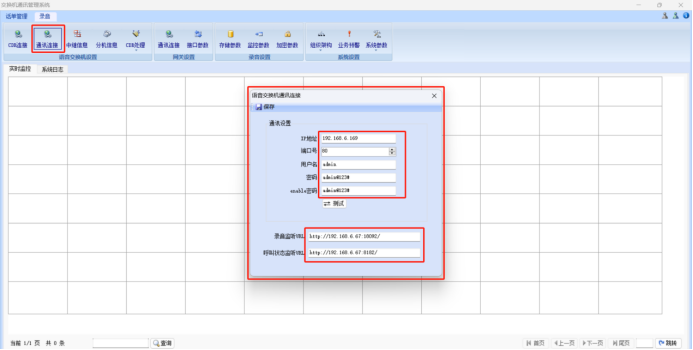 交换机通讯管理系统
话单管理 录音
CDR连接 通讯连接 中继信息 分机信息 CDR处理 通讯连接 接口参数 存储参数 监控参数 加密参数 组织架构 业务预警 系统参数
语音交换机设置 网关设置 录音设置 系统设置
实时监控 系统日志
语音交换机通讯连接
保存
通讯设置
IP地址: 192.168.6.169
端口号: 80
用户名: admin
密码: admin@123#
enable密码: admin@123#
测试
录音监听URL: http://192.168.6.67:10092/
呼叫状态监听URL: http://192.168.6.67:8102/
当前 1/1 页 共 0 条 查询 首页 上一页 下一页 尾页 跳转